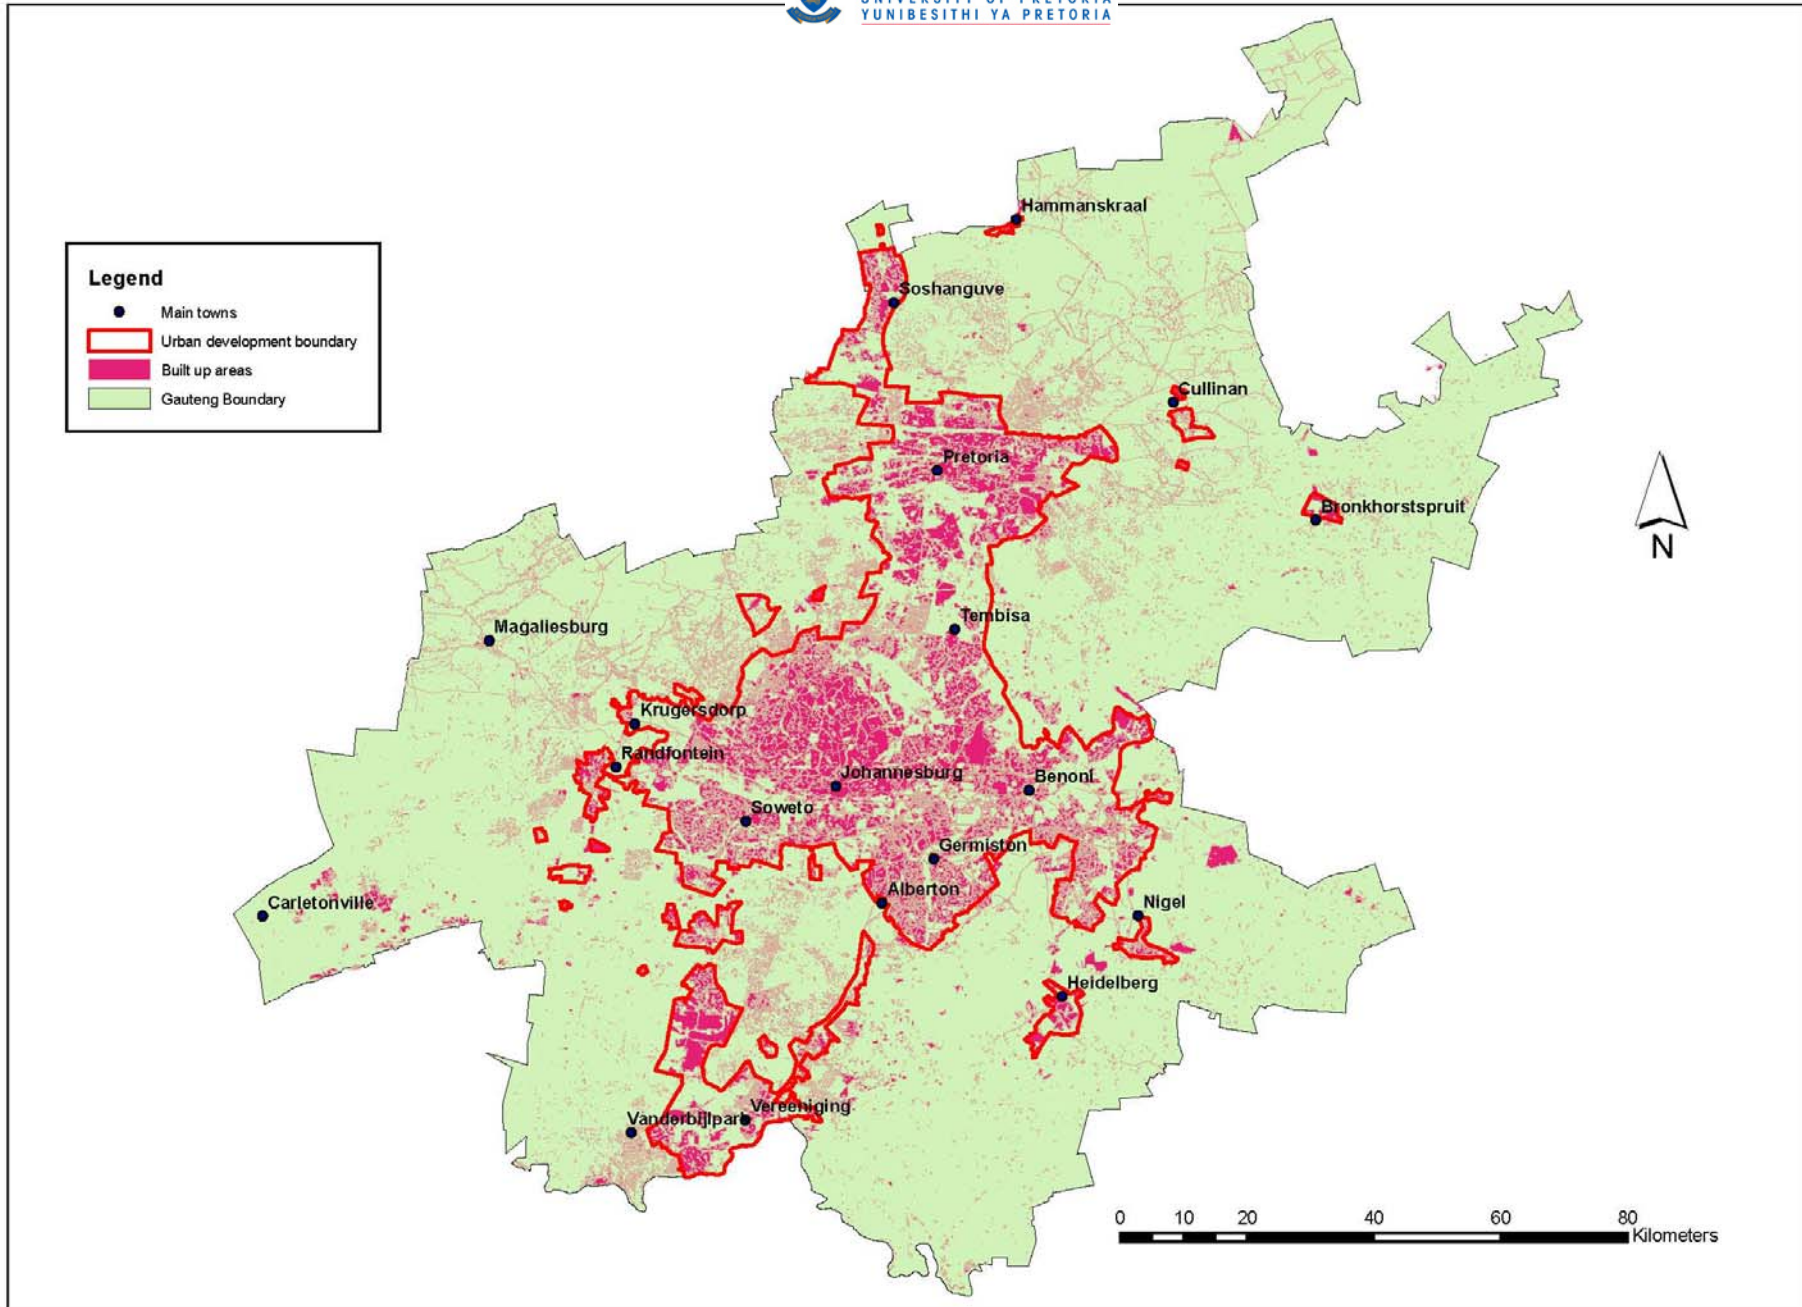 YUNIBESITHI YA PRETORIA
Hammanskraal
Legend
Main towns
Urban development boundary
Built up areas
Gauteng Boundary
Soshanguve
Cullinan
Pretoria
Bronkhorstspruit
N
Tembisa
Magaliesburg
Krugersdorp
Randfontein
Johannesburg
Benoni
Soweto
Germiston
Alberton
Carletonville
Nigel
Heidelberg
Vereeniging
Vanderbijlpark
0 10 20 40 60 80
Kilometers